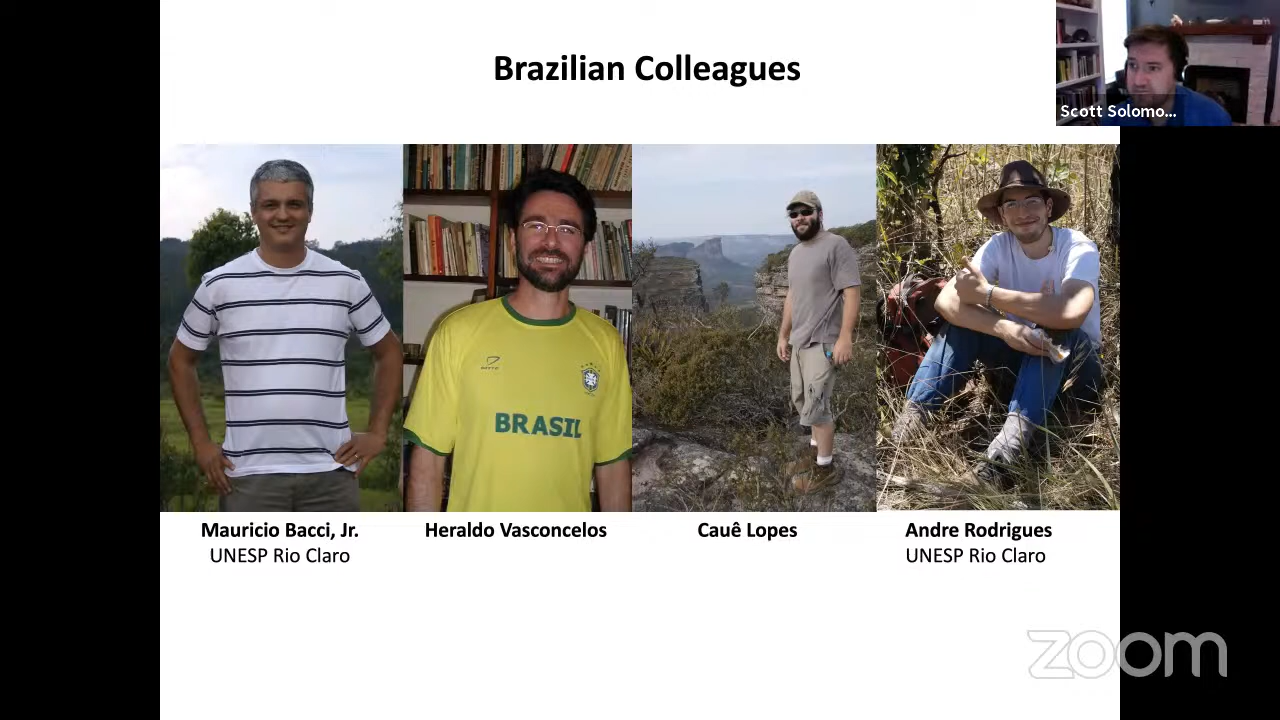 Brazilian Colleagues
Scott Solomo...
BRASIL
Mauricio Bacci, Jr.
UNESP Rio Claro
Heraldo Vasconcelos
Cauê Lopes
Andre Rodrigues
UNESP Rio Claro
zoom